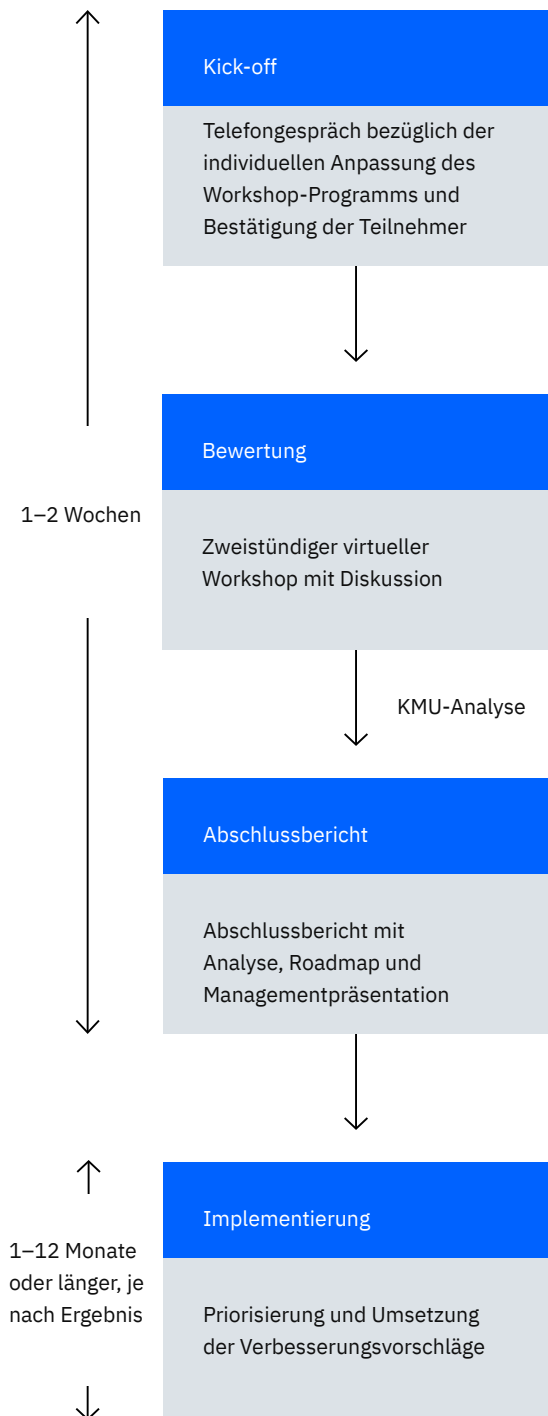 Kick-off
Telefongespräch bezüglich der
individuellen Anpassung des
Workshop-Programms und
Bestätigung der Teilnehmer
1–2 Wochen
Bewertung
Zweistündiger virtueller
Workshop mit Diskussion
KMU-Analyse
Abschlussbericht
Abschlussbericht mit
Analyse, Roadmap und
Managementpräsentation
1–12 Monate
oder länger, je
nach Ergebnis
Implementierung
Priorisierung und Umsetzung
der Verbesserungsvorschläge